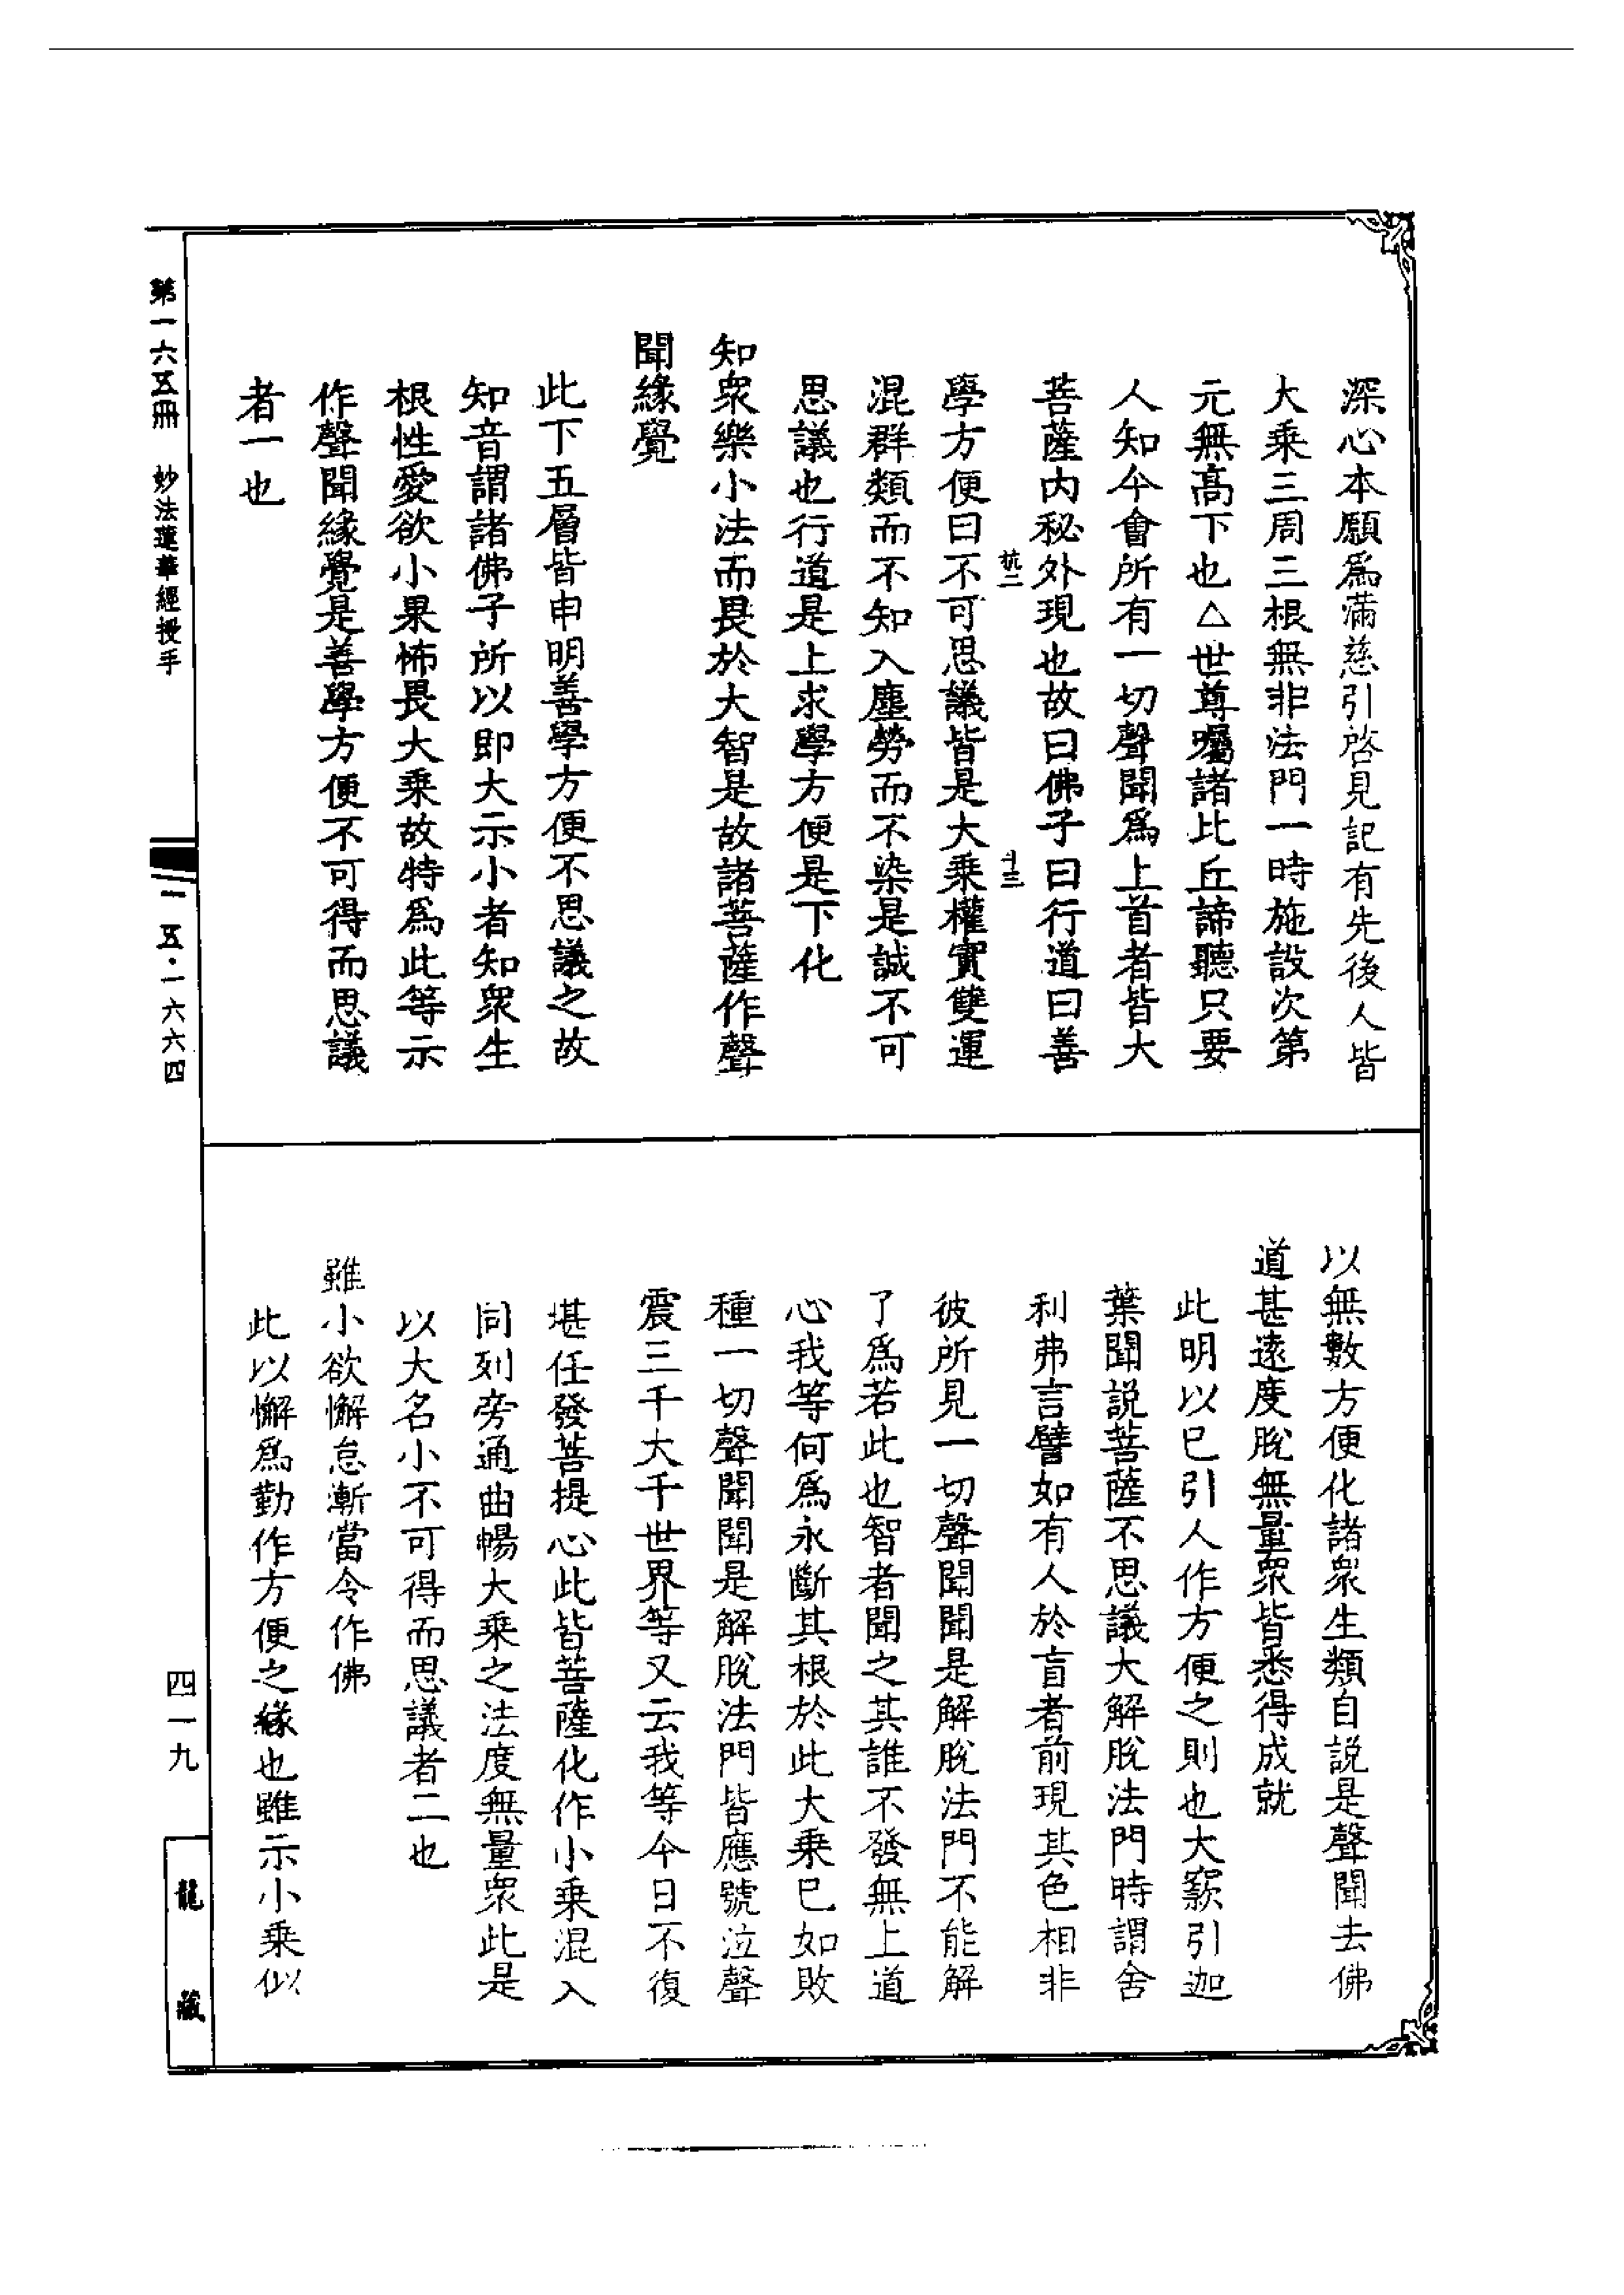 深心本願爲滿慈引啓見記有先後人皆
大乘三周三根無非法門一時施設次第
元無高下也△世尊囑諸比丘諦聽只要
人知今會所有一切聲聞爲上首者皆大
菩薩内秘外現也故曰佛子曰行道曰善
學方便曰不可思議皆是大乘權實雙運
混群類而不知入塵勞而不染是誠不可
思議也行道是上求學方便是下化
知衆樂小法而畏於大智是故諸菩薩作聲
聞緣覺
此下五層皆申明善學方便不思議之故
知音謂諸佛子所以即大示小者知衆生
根性愛欲小果怖畏大乘故特爲此等示
作聲聞緣覺是善學方便不可得而思議
者一也
以無數方便化諸衆生類自説是聲聞去佛
道甚遠度脫無量衆皆悉得成就
此明以巳引人作方便之則也大窾引迦
葉聞説菩薩不思議大解脫法門時謂舍
利弗言譬如有人於盲者前現其色相非
彼所見一切聲聞聞是解脫法門不能解
了爲若此也智者聞之其誰不發無上道
心我等何爲永斷其根於此大乘巳如敗
種一切聲聞聞是解脫法門皆應號泣聲
震三千大千世界等又云我等今日不復
堪任發菩提心此皆菩薩化作小乘混入
同列旁通曲暢大乘之法度無量衆此是
以大名小不可得而思議者二也
雖小欲懈怠漸當令作佛
此以懈爲勤作方便之緣也雖示小乘似
第一六五冊 妙法蓮華經授手
一五·一六六四
四一九
龍藏